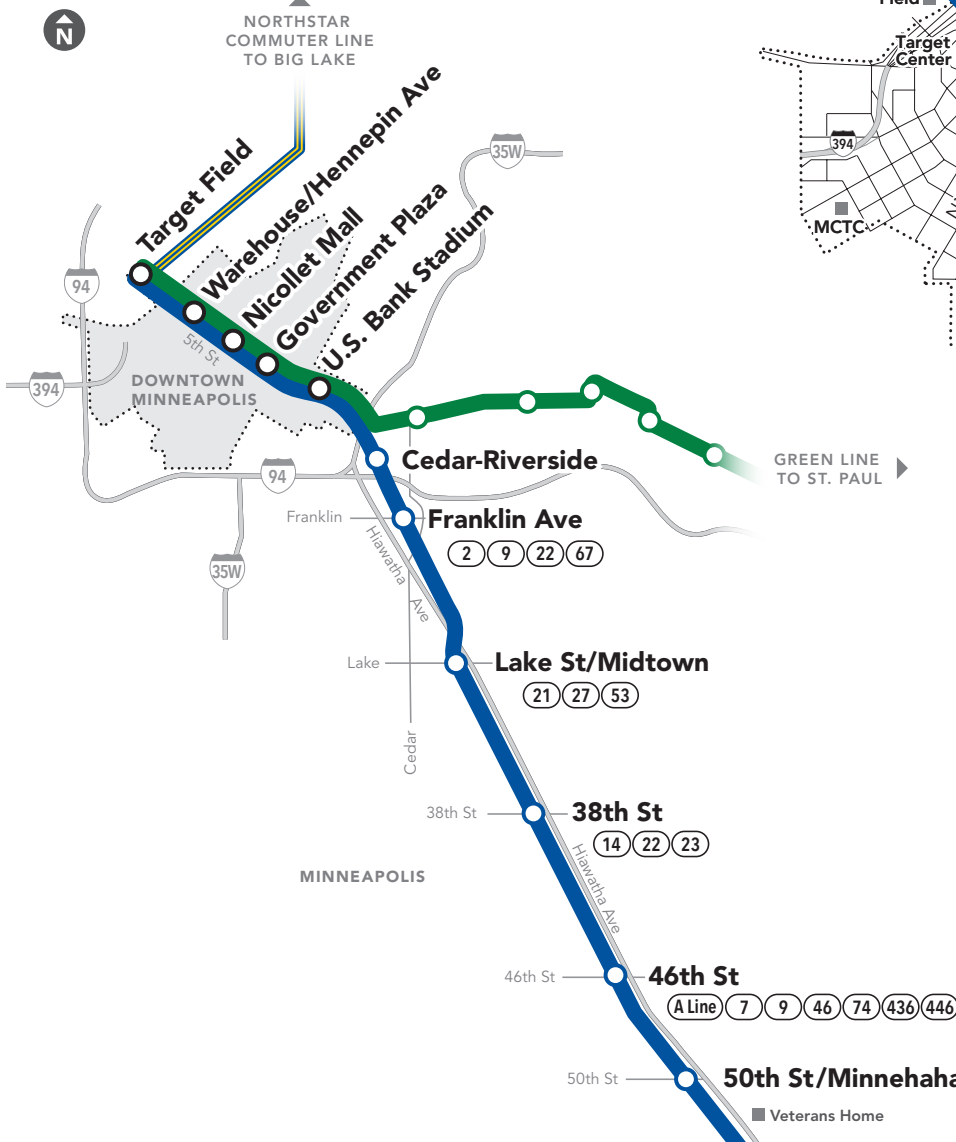 N
NORTHSTAR
COMMUTER LINE
TO BIG LAKE
Field
Target
Center
394
MCTC
35W
Target Field
Warehouse/Hennepin Ave
Nicollet Mall
Government Plaza
U.S. Bank Stadium
94
5th St
394
DOWNTOWN
MINNEAPOLIS
GREEN LINE
TO ST. PAUL
Cedar-Riverside
94
Franklin
Franklin Ave
2 9 22 67
35W
Hiawatha Ave
Lake
Lake St/Midtown
21 27 53
Cedar
38th St
38th St
14 22 23
Hiawatha Ave
MINNEAPOLIS
46th St
46th St
A Line 7 9 46 74 436 446
50th St
50th St/Minnehaha
Veterans Home